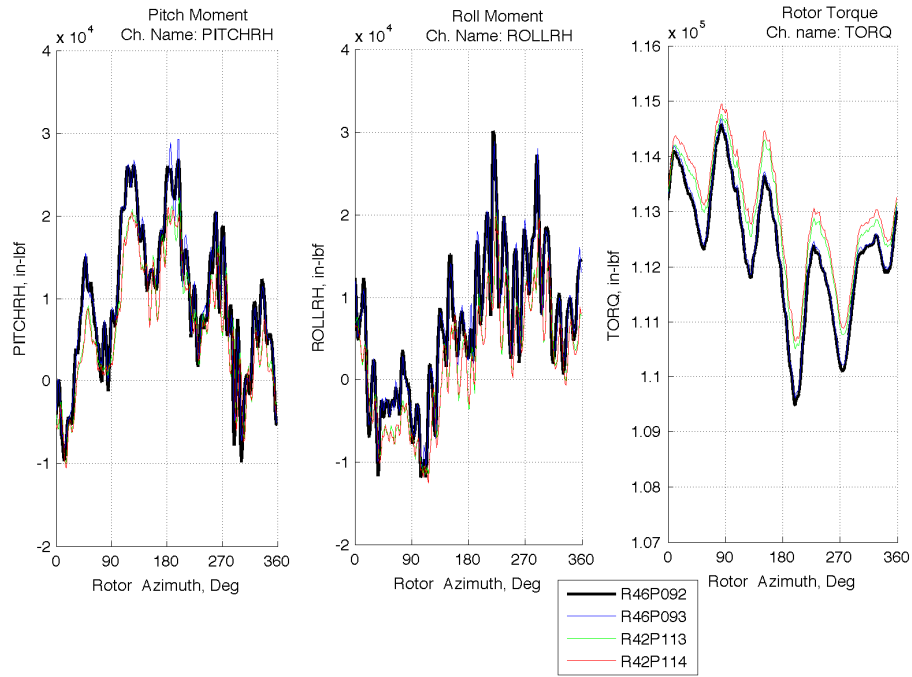 Pitch Moment
Ch. Name: PITCHRH
x 10^4
4
3
2
1
0
-1
-2
PITCHRH, in-lbf
0 90 180 270 360
Rotor Azimuth, Deg
Roll Moment
Ch. Name: ROLLRH
x 10^4
4
3
2
1
0
-1
-2
ROLLRH, in-lbf
0 90 180 270 360
Rotor Azimuth, Deg
Rotor Torque
Ch. name: TORQ
x 10^5
1.16
1.15
1.14
1.13
1.12
1.11
1.1
1.09
1.08
1.07
TORQ, in-lbf
0 90 180 270 360
Rotor Azimuth, Deg
R46P092
R46P093
R42P113
R42P114